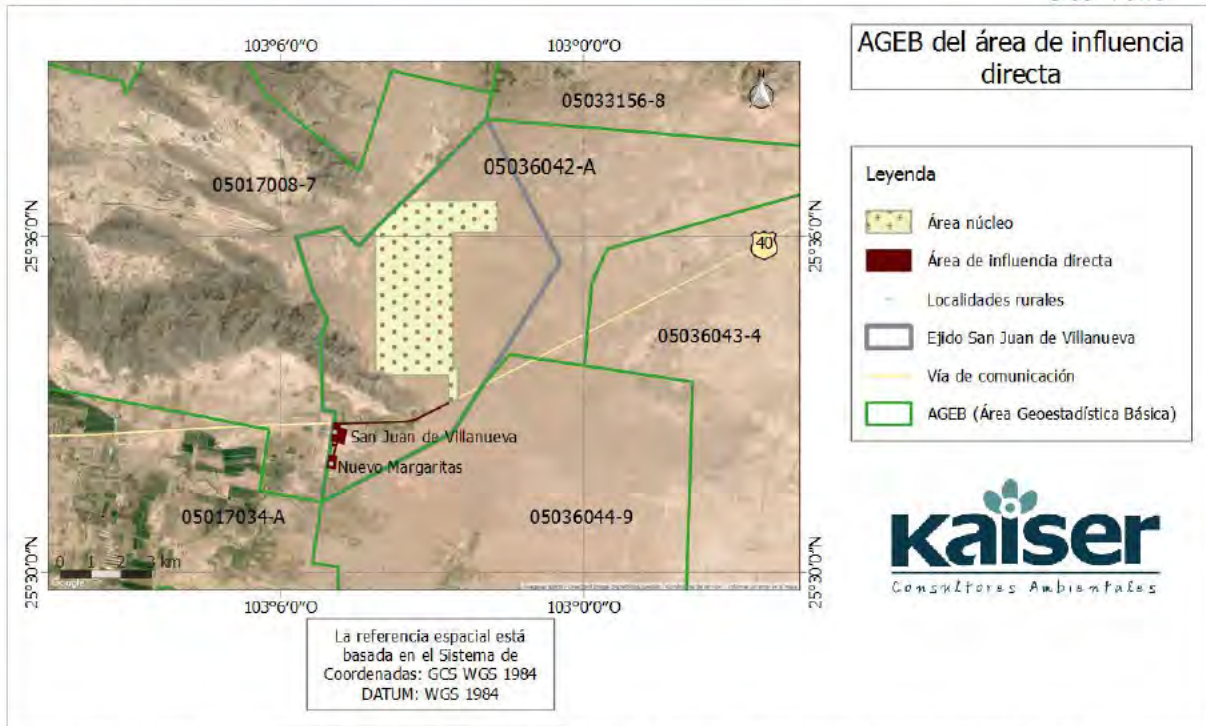 AGEB del área de influencia
directa
103°6'0"O
103°0'0"O
N
05033156-8
05036042-A
05017008-7
25°36'0"N
25°36'0"N
40
05036043-4
San Juan de Villanueva
Nuevo Margaritas
05017034-A
05036044-9
0 1 2 3 km
Google
25°30'0"N
25°30'0"N
103°6'0"O
103°0'0"O
Leyenda
Área núcleo
Área de influencia directa
Localidades rurales
Ejido San Juan de Villanueva
Vía de comunicación
AGEB (Área Geoestadística Básica)
Kaiser
Consultores Ambientales
La referencia espacial está
basada en el Sistema de
Coordenadas: GCS WGS 1984
DATUM: WGS 1984